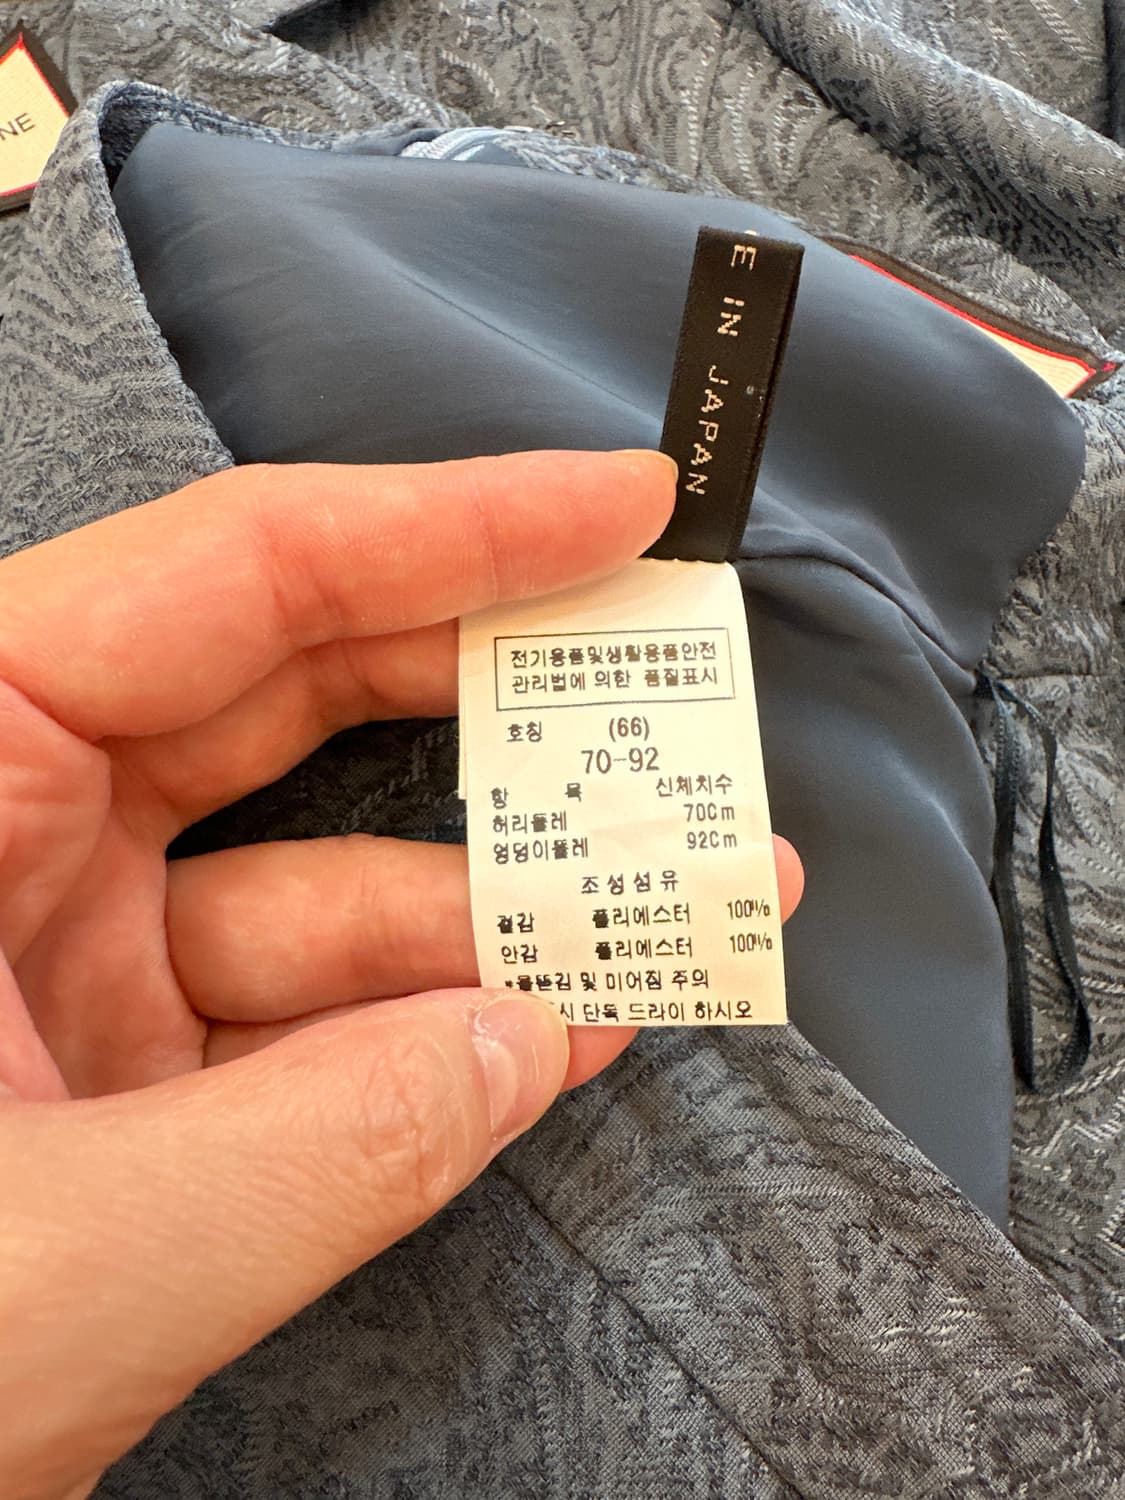 NE
E IN JAPAN
전기용품및생활용품안전
관리법에 의한 품질표시
호칭 (66)
70-92
항 목 신체치수
허리둘레 70Cm
엉덩이둘레 92Cm
조성섬유
겉감 폴리에스터 100%
안감 폴리에스터 100%
*올뜯김 및 미어짐 주의
시 단독 드라이 하시오